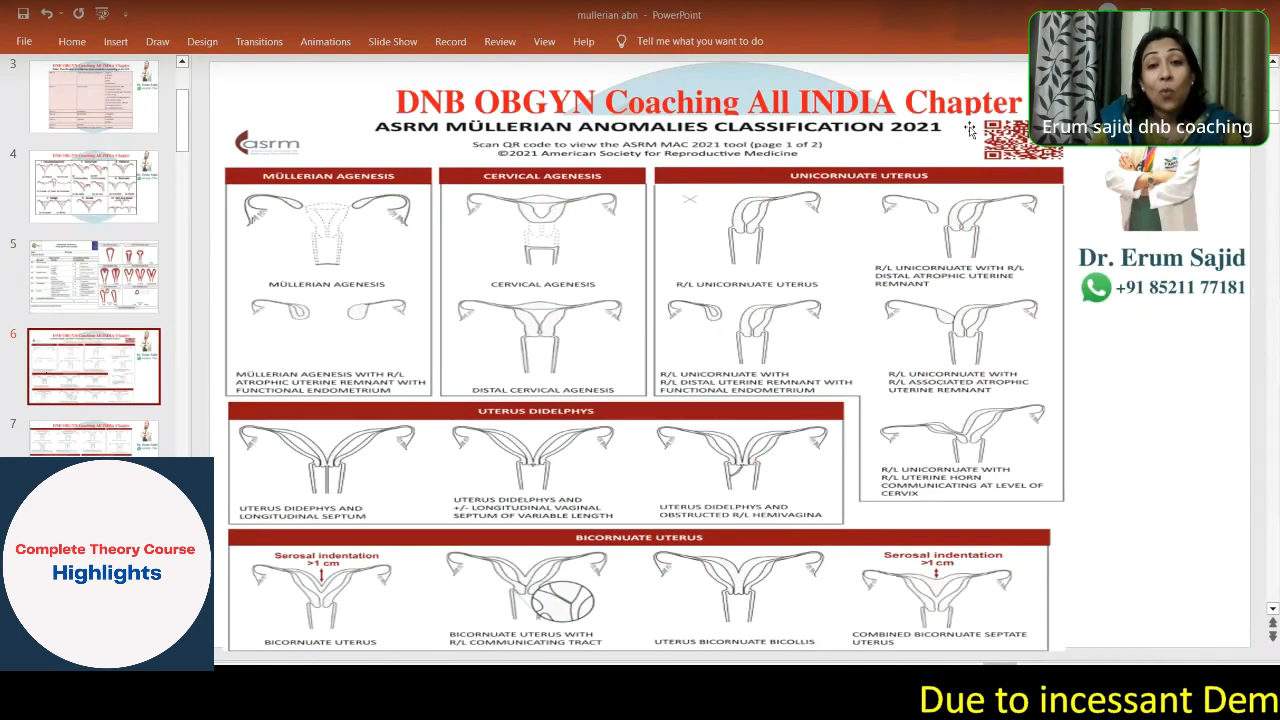 mullerian abn - PowerPoint
File Home Insert Draw Design Transitions Animations Slide Show Record Review View Help Tell me what you want to do
Erum sajid dnb coaching
3
5
6
7
DNB OBGYN Coaching All INDIA Chapter
ASRM MÜLLERIAN ANOMALIES CLASSIFICATION 2021
asrm
Scan QR code to view the ASRM MAC 2021 tool (page 1 of 2)
©2021 American Society for Reproductive Medicine
MÜLLERIAN AGENESIS
CERVICAL AGENESIS
UNICORNUATE UTERUS
MÜLLERIAN AGENESIS
CERVICAL AGENESIS
R/L UNICORNUATE UTERUS
R/L UNICORNUATE WITH R/L
DISTAL ATROPHIC UTERINE
REMNANT
MÜLLERIAN AGENESIS WITH R/L
ATROPHIC UTERINE REMNANT WITH
FUNCTIONAL ENDOMETRIUM
DISTAL CERVICAL AGENESIS
R/L UNICORNUATE WITH
R/L DISTAL UTERINE REMNANT WITH
FUNCTIONAL ENDOMETRIUM
R/L UNICORNUATE WITH
R/L ASSOCIATED ATROPHIC
UTERINE REMNANT
R/L UNICORNUATE WITH
R/L UTERINE HORN
COMMUNICATING AT LEVEL OF
CERVIX
UTERUS DIDELPHYS
UTERUS DIDEPHYS AND
LONGITUDINAL SEPTUM
UTERUS DIDELPHYS AND
+/- LONGITUDINAL VAGINAL
SEPTUM OF VARIABLE LENGTH
UTERUS DIDELPHYS AND
OBSTRUCTED R/L HEMIVAGINA
BICORNUATE UTERUS
Serosal indentation
>1 cm
BICORNUATE UTERUS
BICORNUATE UTERUS WITH
R/L COMMUNICATING TRACT
UTERUS BICORNUATE BICOLLIS
Serosal indentation
>1 cm
COMBINED BICORNUATE SEPTATE
UTERUS
Dr. Erum Sajid
+91 85211 77181
Complete Theory Course
Highlights
Due to incessant Dem